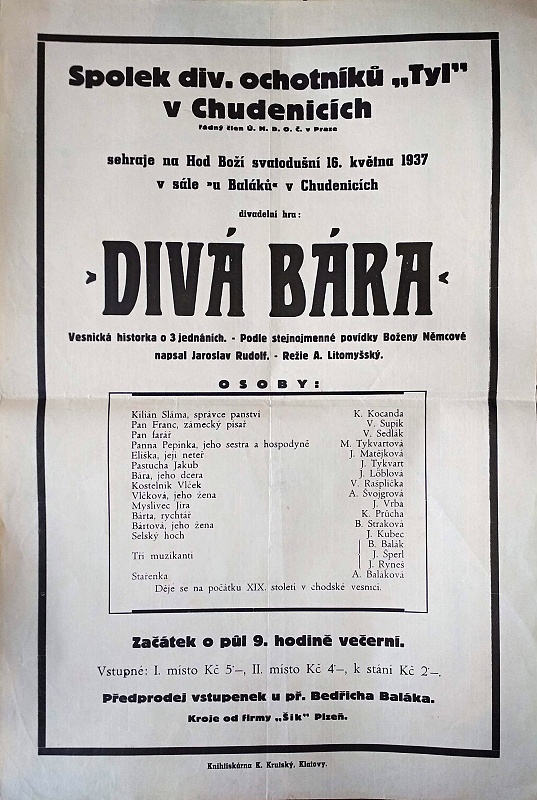 Spolek div. ochotníků „Tyl"
v Chudenicích
řádný člen Ú. M. D. O. Č. v Praze
sehraje na Hod Boží svatodušní 16. května 1937
v sále »u Baláků« v Chudenicích
divadelní hra:
›DIVÁ BÁRA‹
Vesnická historka o 3 jednáních. - Podle stejnojmenné povídky Boženy Němcové
napsal Jaroslav Rudolf. - Režie A. Litomyšský.
OSOBY:
Kilián Sláma, správce panství K. Kocanda
Pan Franc, zámecký písař V. Supík
Pan farář V. Sedlák
Panna Pepinka, jeho sestra a hospodyně M. Tykvartová
Eliška, její neteř J. Matějková
Pastucha Jakub J. Tykvart
Bára, jeho dcera J. Löblová
Kostelník Vlček V. Rasplička
Vlčková, jeho žena A. Švojgrová
Myslivec Jíra J. Vrba
Bárta, rychtář K. Průcha
Bártová, jeho žena B. Straková
Selský hoch J. Kubec
B. Balák
Tři muzikanti J. Šperl
J. Ryneš
Stařenka A. Baláková
Děje se na počátku XIX. století v chodské vesnici.
Začátek o půl 9. hodině večerní.
Vstupné: I. místo Kč 5·–, II. místo Kč 4·–, k stání Kč 2·–.
Předprodej vstupenek u př. Bedřicha Baláka.
Kroje od firmy „Šik" Plzeň.
Knihtiskárna K. Kratský, Klatovy.